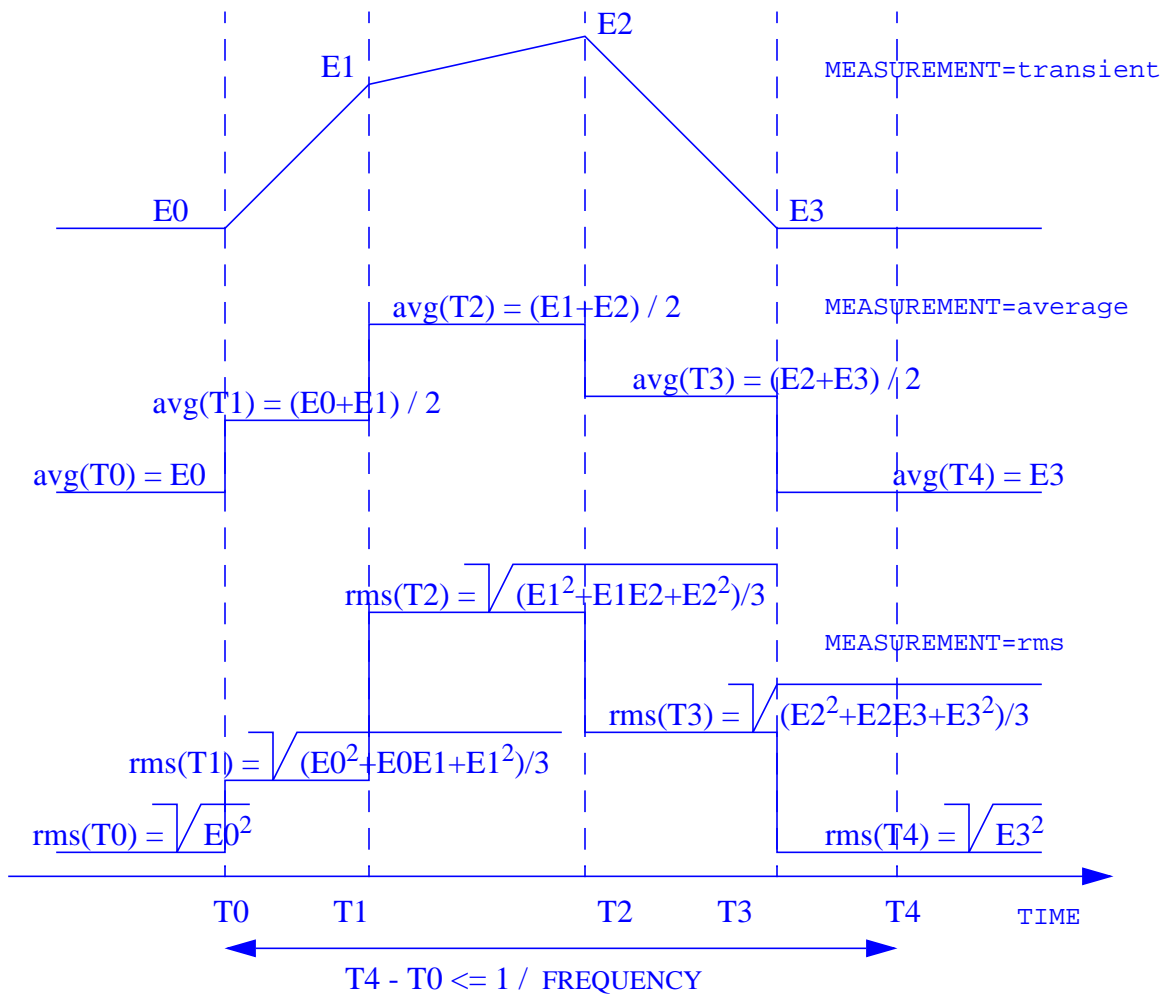 E2
E1
MEASUREMENT=transient
E0
E3
avg(T2) = (E1+E2) / 2
MEASUREMENT=average
avg(T3) = (E2+E3) / 2
avg(T1) = (E0+E1) / 2
avg(T0) = E0
avg(T4) = E3
rms(T2) = √(E1²+E1E2+E2²)/3
MEASUREMENT=rms
rms(T3) = √(E2²+E2E3+E3²)/3
rms(T1) = √(E0²+E0E1+E1²)/3
rms(T0) = √E0²
rms(T4) = √E3²
T0 T1 T2 T3 T4 TIME
T4 - T0 <= 1 / FREQUENCY